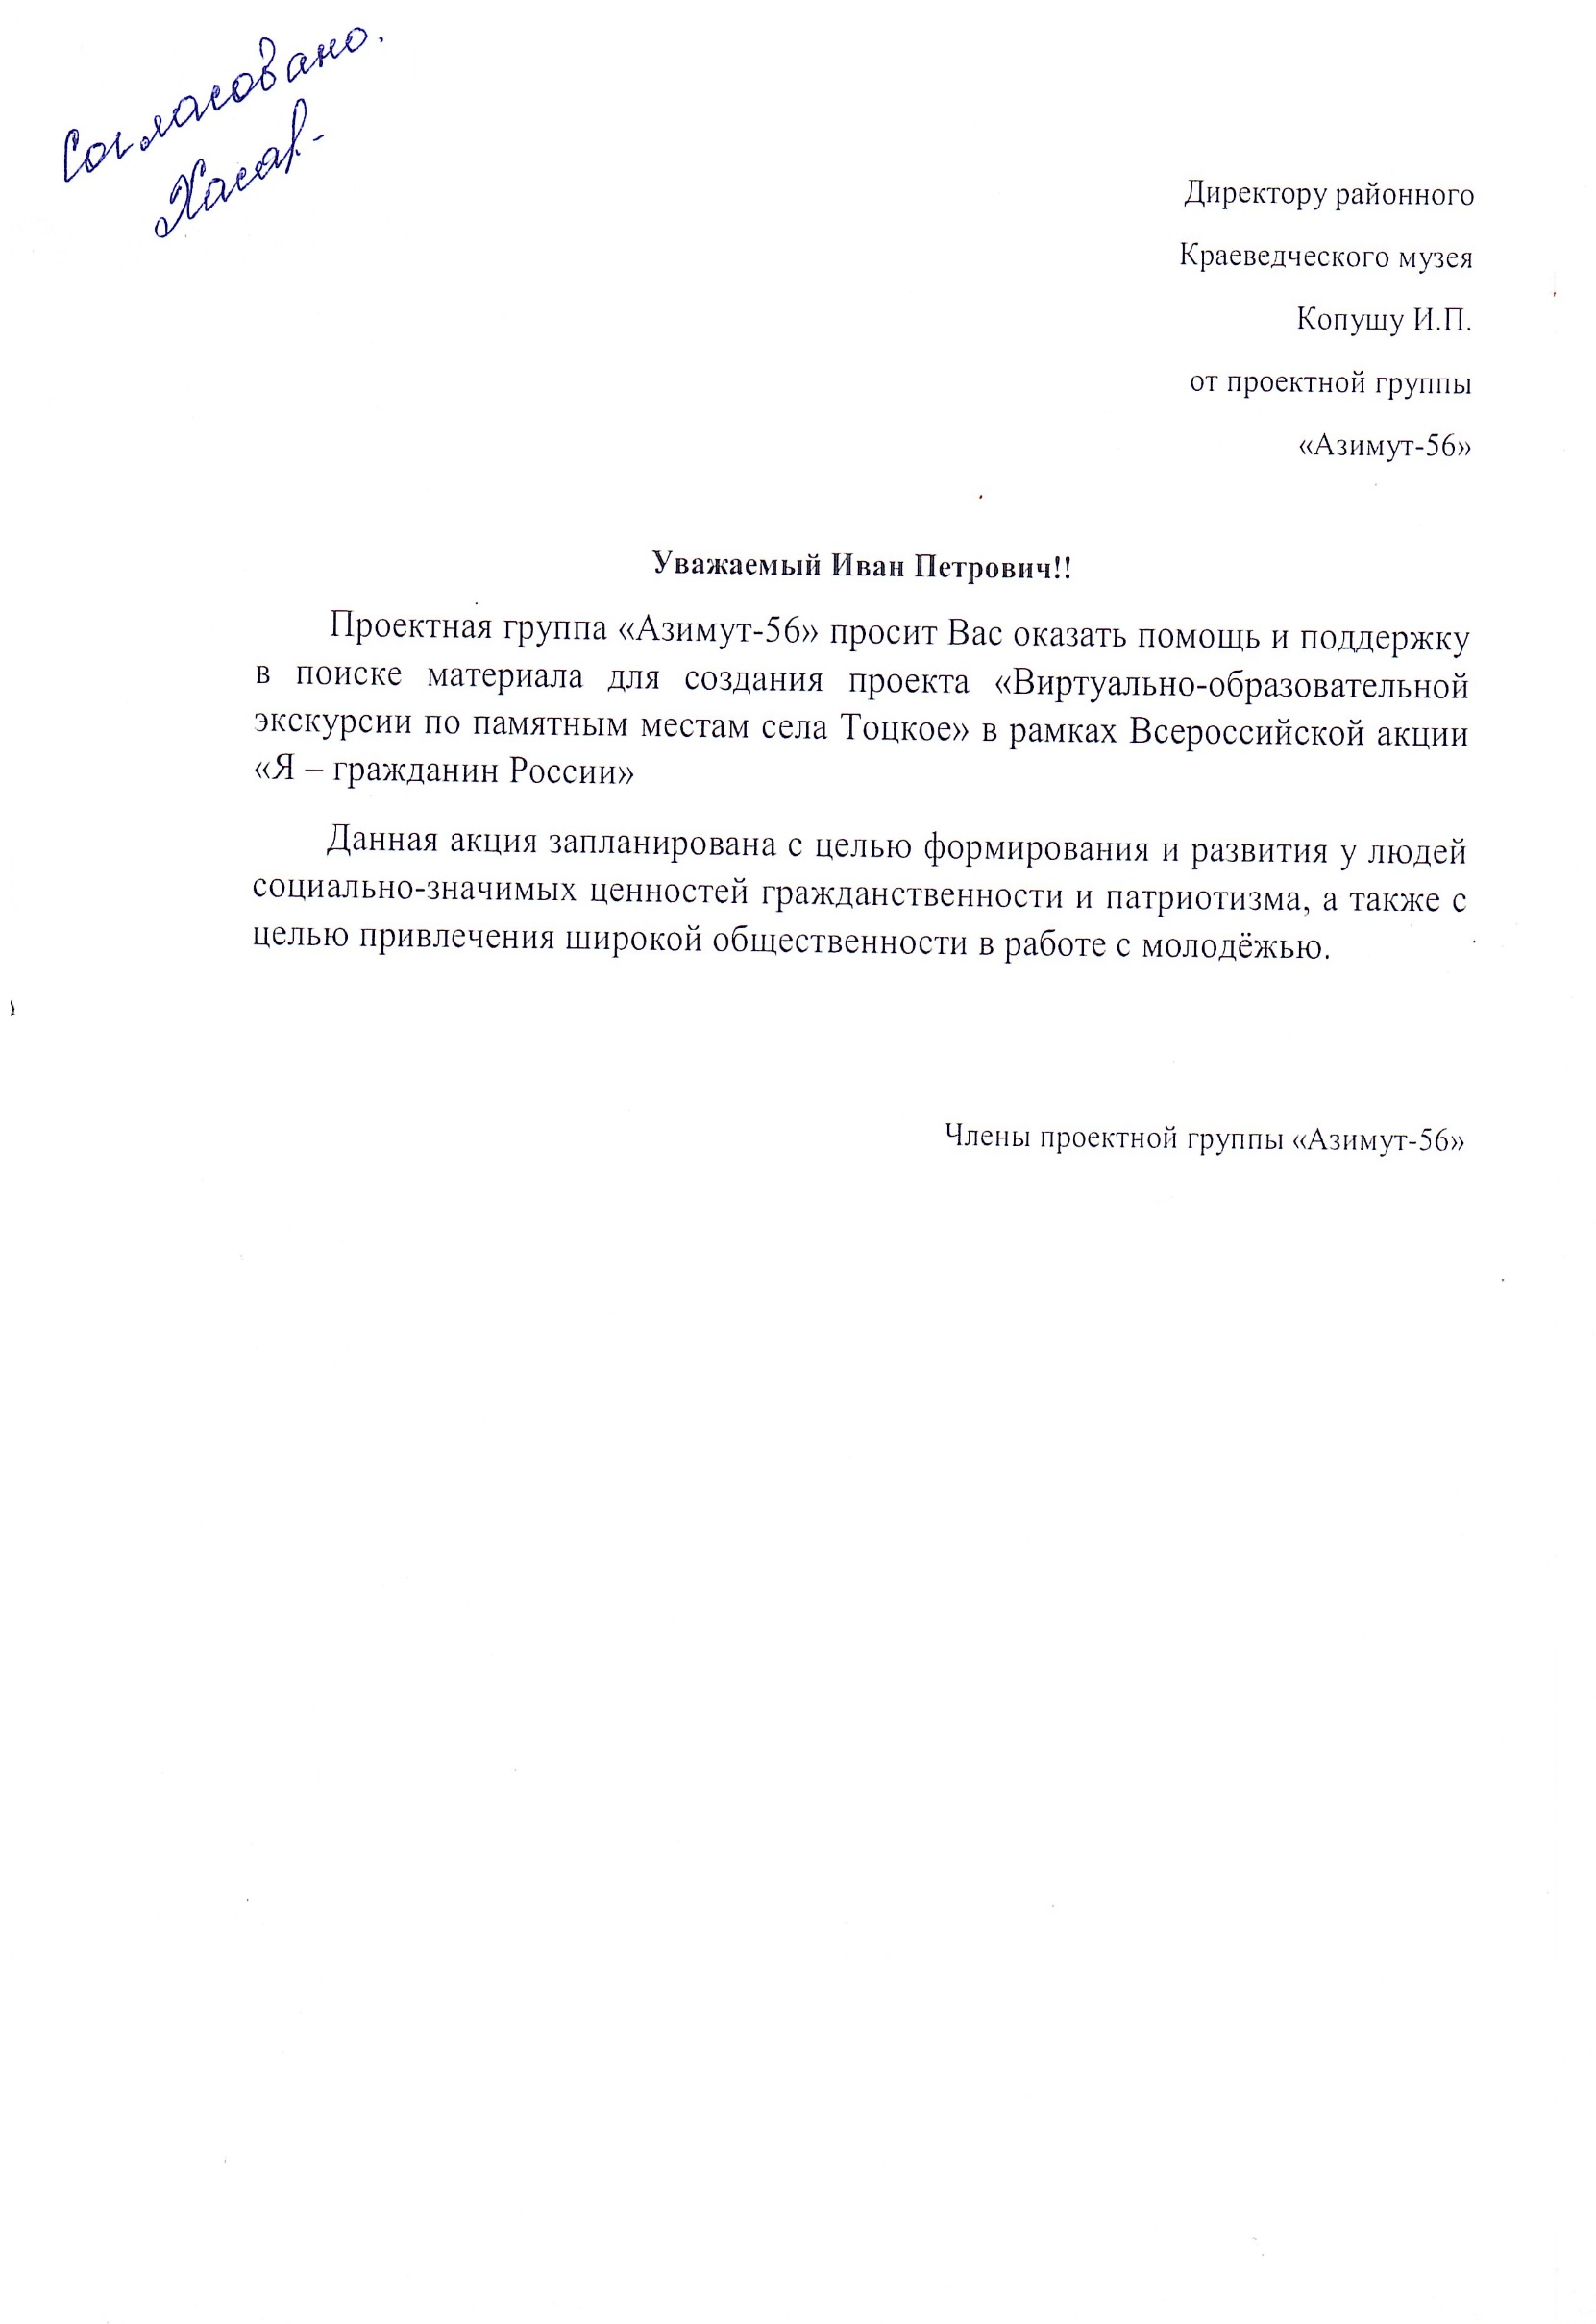 Согласовано.
Директору районного
Краеведческого музея
Копущу И.П.
от проектной группы
«Азимут-56»
Уважаемый Иван Петрович!!
Проектная группа «Азимут-56» просит Вас оказать помощь и поддержку
в поиске материала для создания проекта «Виртуально-образовательной
экскурсии по памятным местам села Тоцкое» в рамках Всероссийской акции
«Я – гражданин России»
Данная акция запланирована с целью формирования и развития у людей
социально-значимых ценностей гражданственности и патриотизма, а также с
целью привлечения широкой общественности в работе с молодёжью.
Члены проектной группы «Азимут-56»